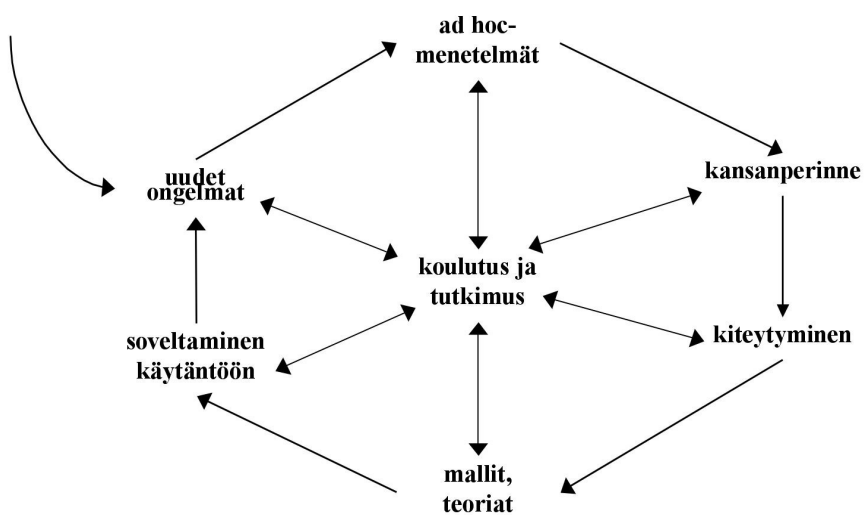 ad hoc-
menetelmät
kansanperinne
uudet
ongelmat
koulutus ja
tutkimus
kiteytyminen
soveltaminen
käytäntöön
mallit,
teoriat